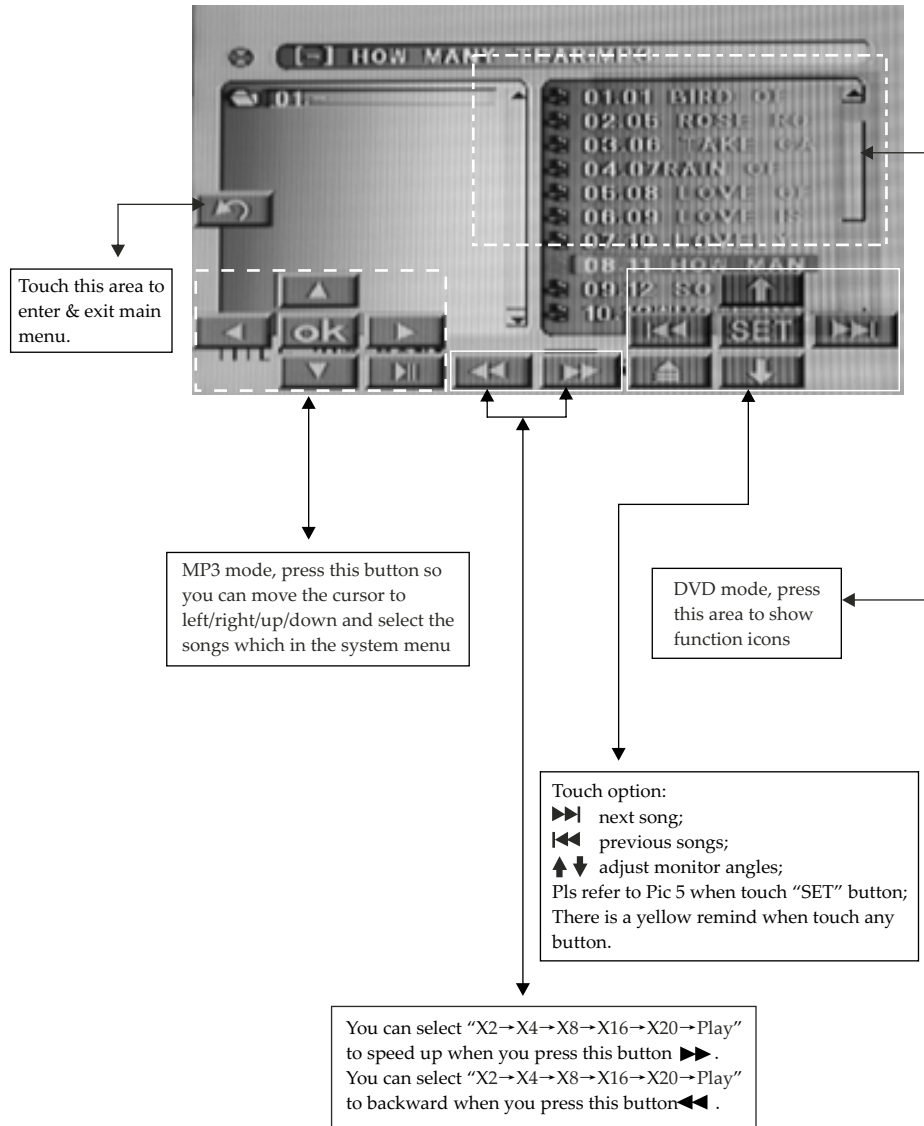 [-] HOW MANY YEAR.MPG
01
01.01 BIRD OF
02.05 ROSE RO
03.06 TAKE CA
04.07RAIN OF
05.08 LOVE OF
06.09 LOVE IS
07.10 LOVELY
08.11 HOW MAN
09.12 SO
10.
ok
SET
Touch this area to
enter & exit main
menu.
MP3 mode, press this button so
you can move the cursor to
left/right/up/down and select the
songs which in the system menu
DVD mode, press
this area to show
function icons
Touch option:
▶▶| next song;
|◀◀ previous songs;
↑↓ adjust monitor angles;
Pls refer to Pic 5 when touch “SET” button;
There is a yellow remind when touch any
button.
You can select “X2→X4→X8→X16→X20→Play”
to speed up when you press this button ▶▶ .
You can select “X2→X4→X8→X16→X20→Play”
to backward when you press this button◀◀ .